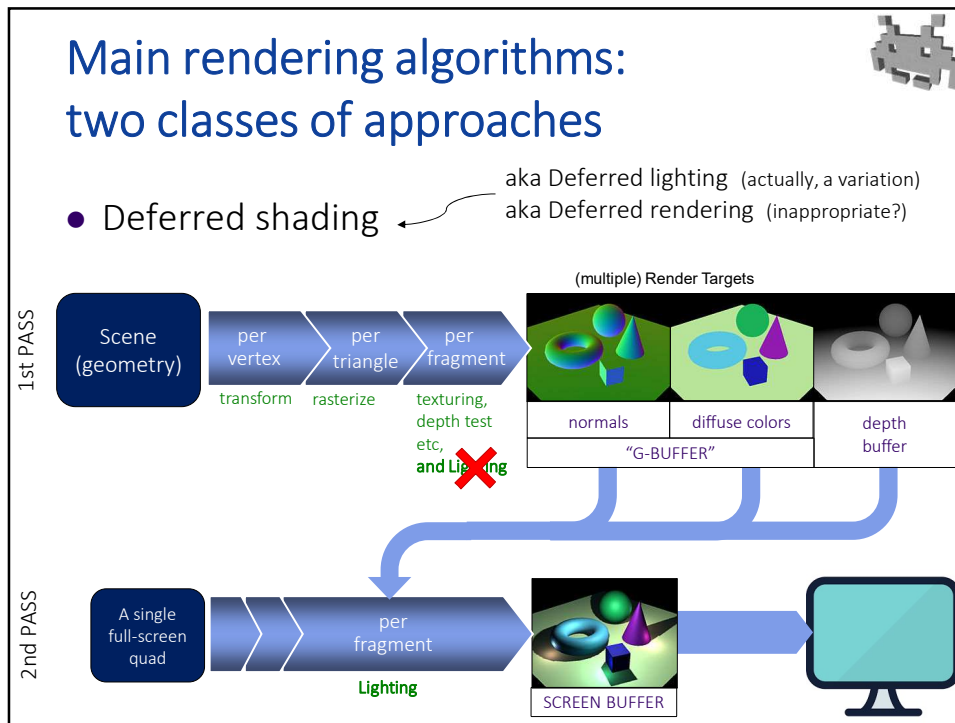 Main rendering algorithms:
two classes of approaches
aka Deferred lighting (actually, a variation)
aka Deferred rendering (inappropriate?)
● Deferred shading
(multiple) Render Targets
1st PASS
Scene
(geometry)
per
vertex
per
triangle
per
fragment
transform
rasterize
texturing,
depth test
etc,
and Lighting
normals
diffuse colors
depth
buffer
“G-BUFFER”
2nd PASS
A single
full-screen
quad
per
fragment
Lighting
SCREEN BUFFER